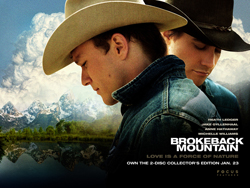 HEATH LEDGER
JAKE GYLLENHAAL
ANNE HATHAWAY
MICHELLE WILLIAMS
BROKEBACK
MOUNTAIN
LOVE IS A FORCE OF NATURE
OWN THE 2-DISC COLLECTOR'S EDITION JAN. 23
FOCUS